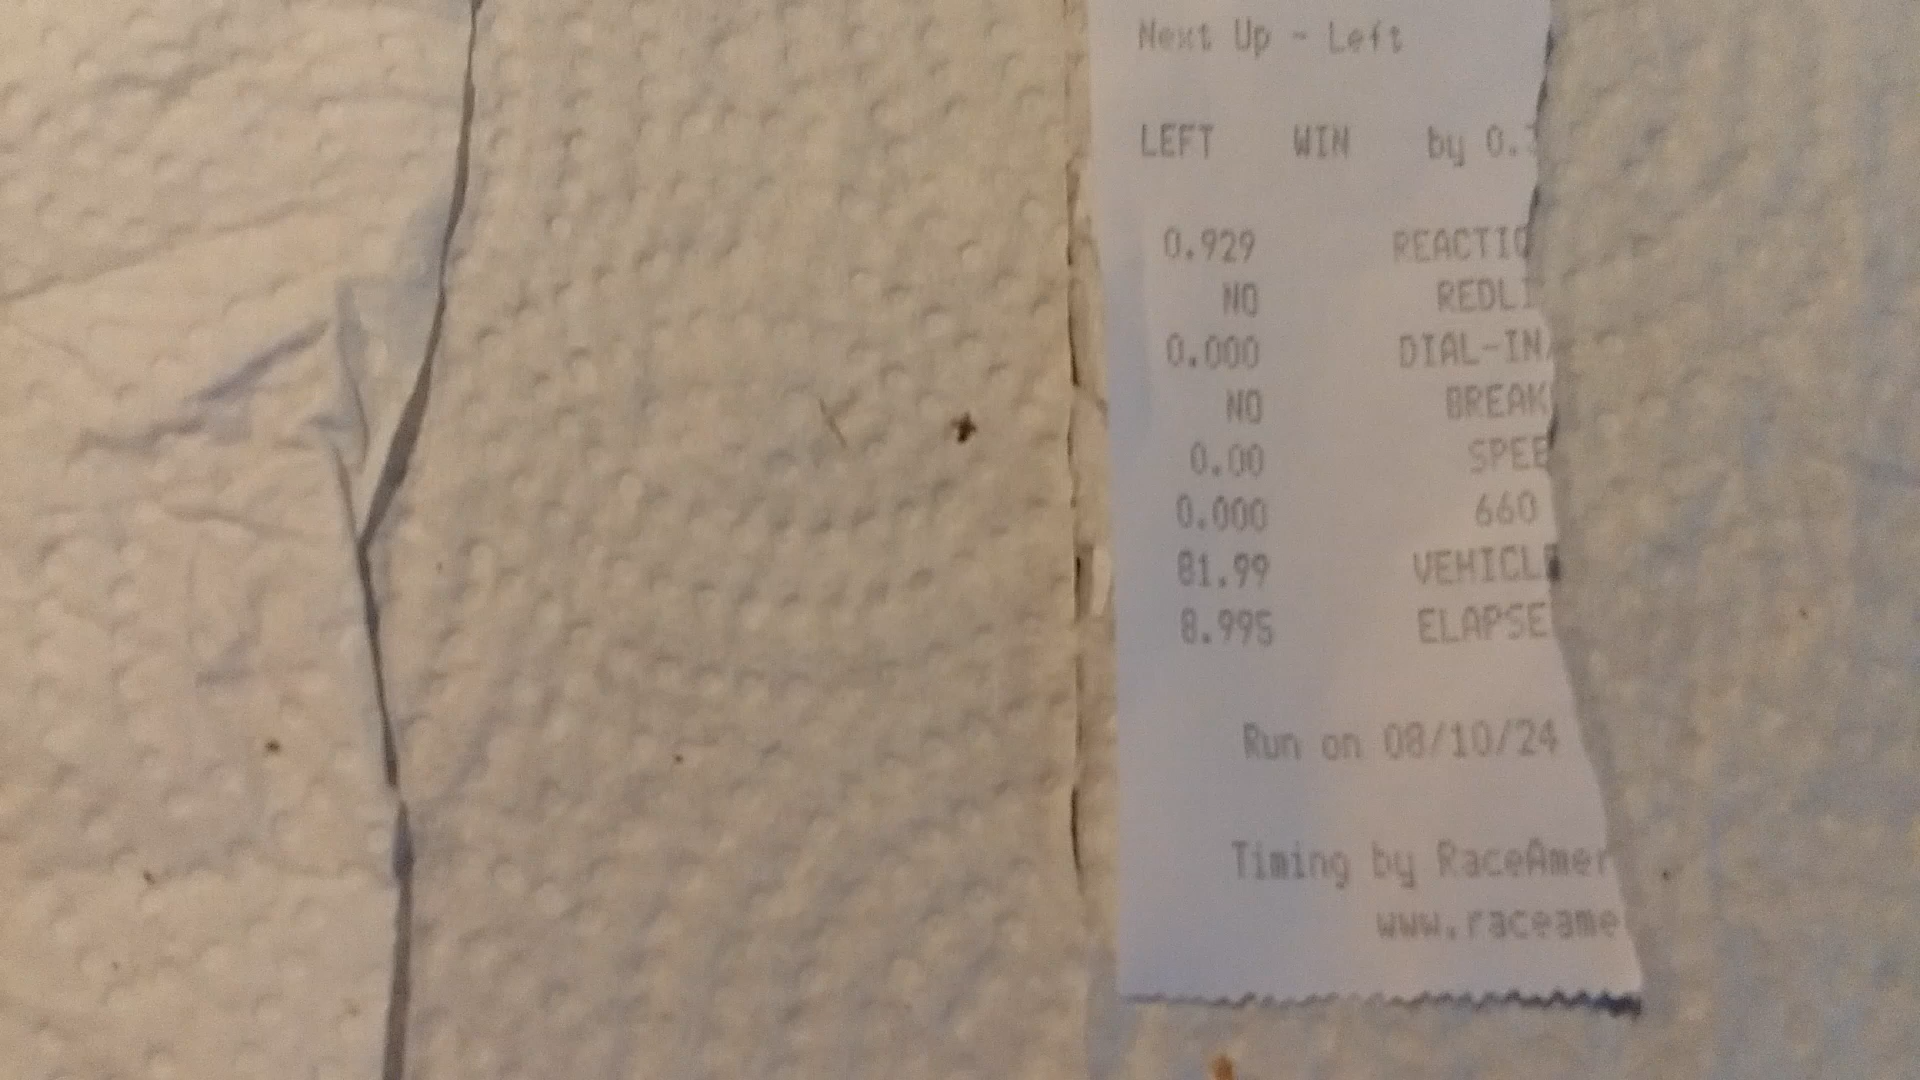 Next Up - Left
LEFT WIN by 0.
0.929 REACTIO
NO REDLI
0.000 DIAL-IN
NO BREAK
0.00 SPEE
0.000 660
81.99 VEHICLE
8.995 ELAPSE
Run on 08/10/24
Timing by RaceAmer
www.raceame